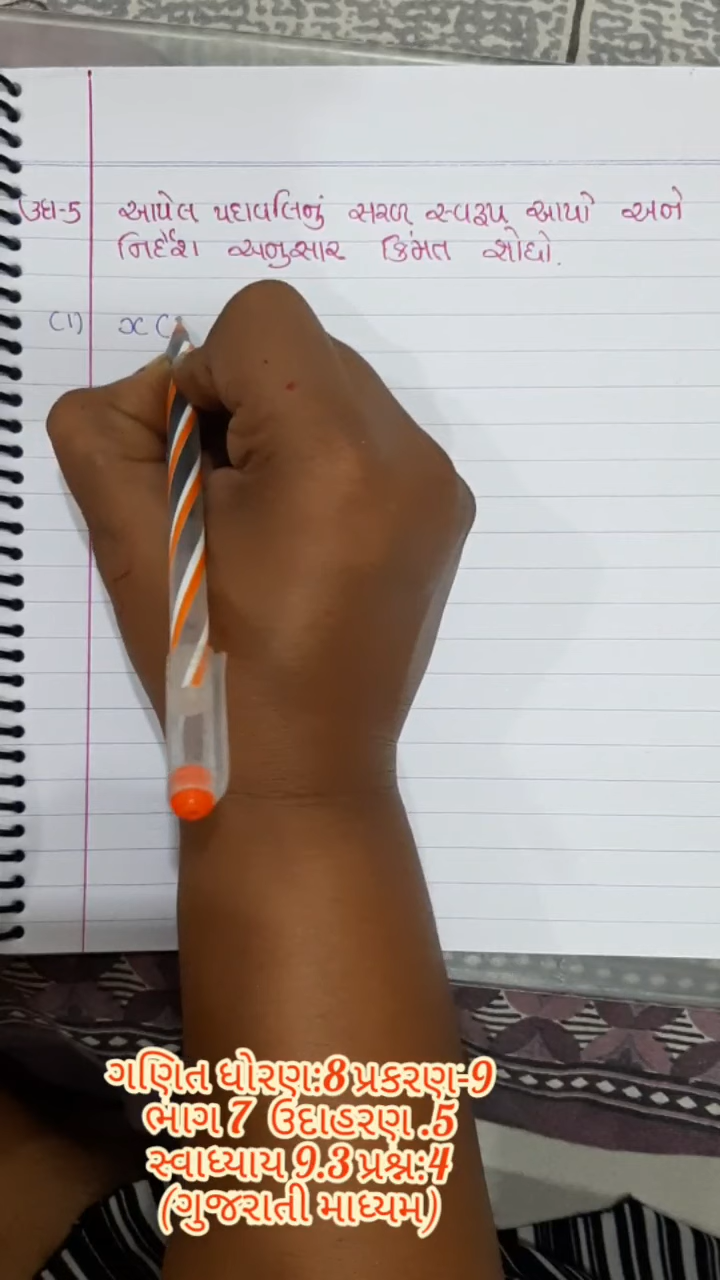 ઉદા-5 આપેલ પદાવલિનું સરળ સ્વરૂપ આપો અને
નિર્દેશ અનુસાર કિંમત શોધો.
(1) x(
ગણિત ધોરણ:8 પ્રકરણ:-9
ભાગ 7 ઉદાહરણ .5
સ્વાધ્યાય 9.3 પ્રશ્ન:4
(ગુજરાતી માધ્યમ)